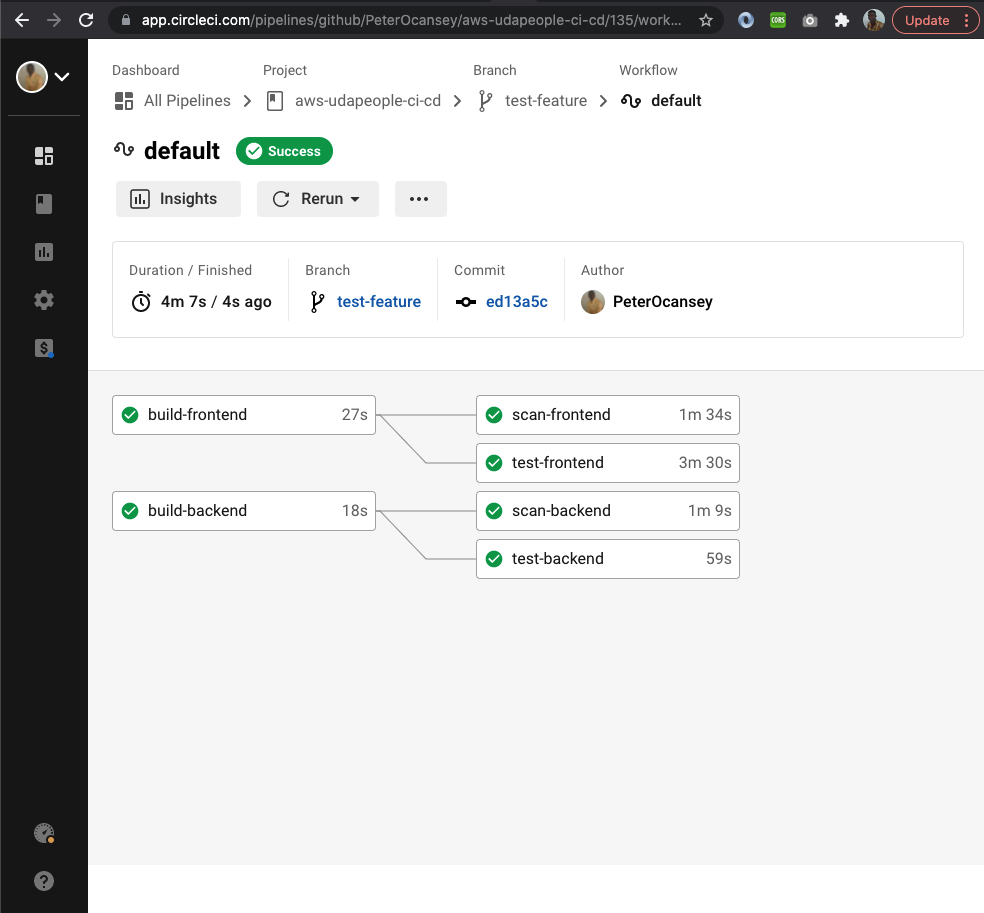 app.circleci.com/pipelines/github/PeterOcansey/aws-udapeople-ci-cd/135/work...
CORS
Update
Dashboard Project Branch Workflow
All Pipelines aws-udapeople-ci-cd test-feature default
default Success
Insights Rerun
Duration / Finished Branch Commit Author
4m 7s / 4s ago test-feature ed13a5c PeterOcansey
$
build-frontend 27s scan-frontend 1m 34s
test-frontend 3m 30s
build-backend 18s scan-backend 1m 9s
test-backend 59s
?